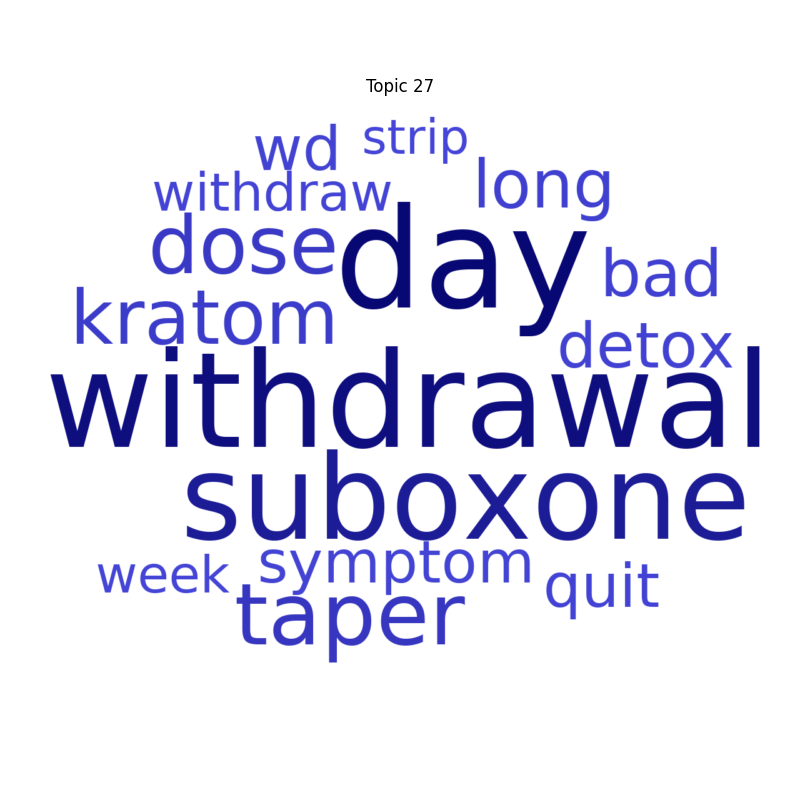 Topic 27
wd strip
withdraw long
dose day bad
kratom detox
withdrawal
suboxone
week symptom quit
taper